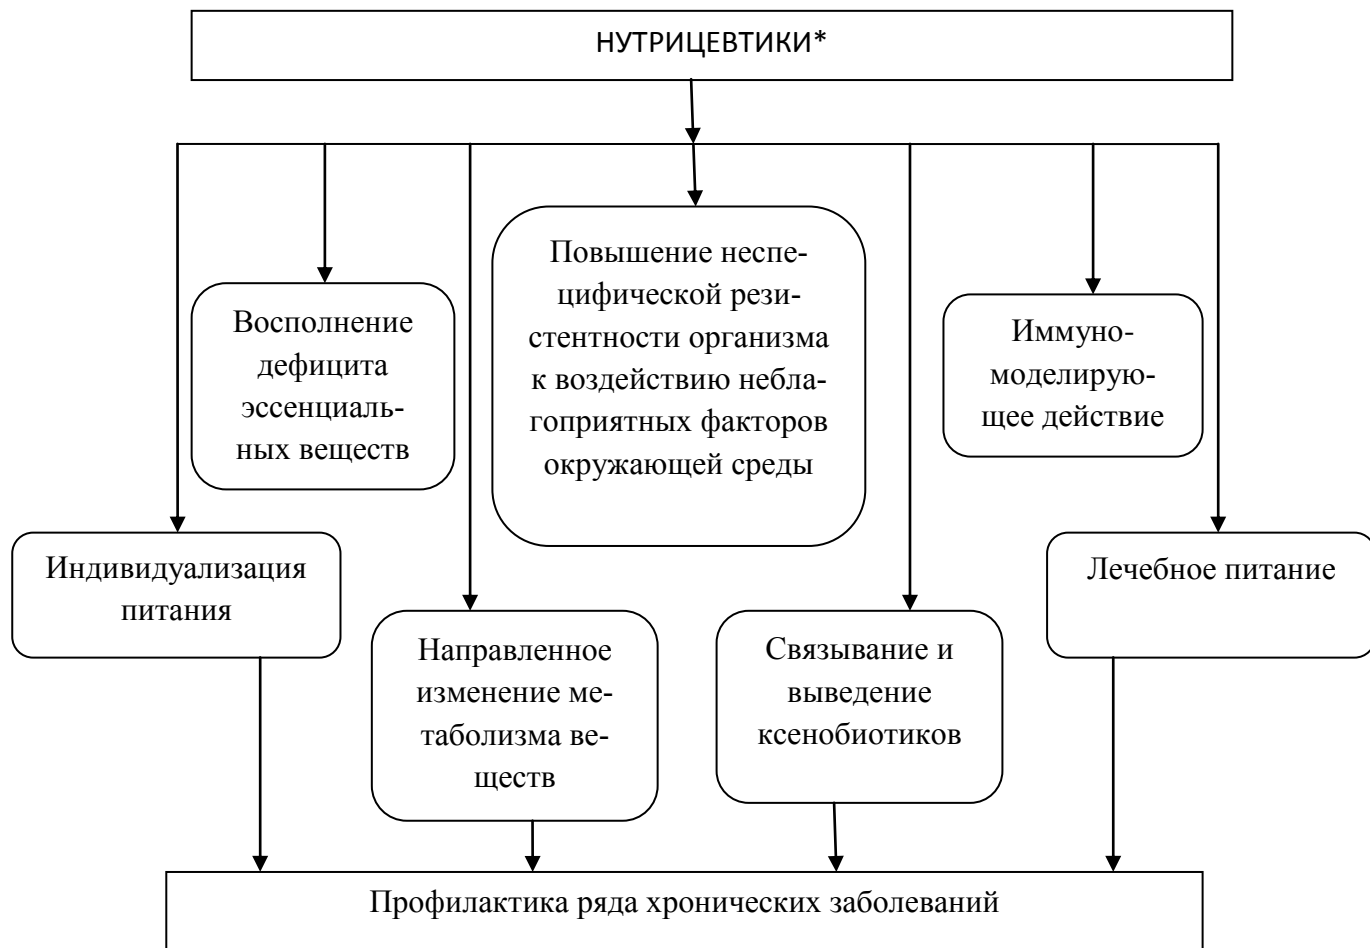 НУТРИЦЕВТИКИ*
Повышение неспе-
цифической рези-
стентности организма
к воздействию небла-
гоприятных факторов
окружающей среды
Восполнение
дефицита
эссенциаль-
ных веществ
Иммуно-
моделирую-
щее действие
Индивидуализация
питания
Лечебное питание
Направленное
изменение ме-
таболизма ве-
ществ
Связывание и
выведение
ксенобиотиков
Профилактика ряда хронических заболеваний